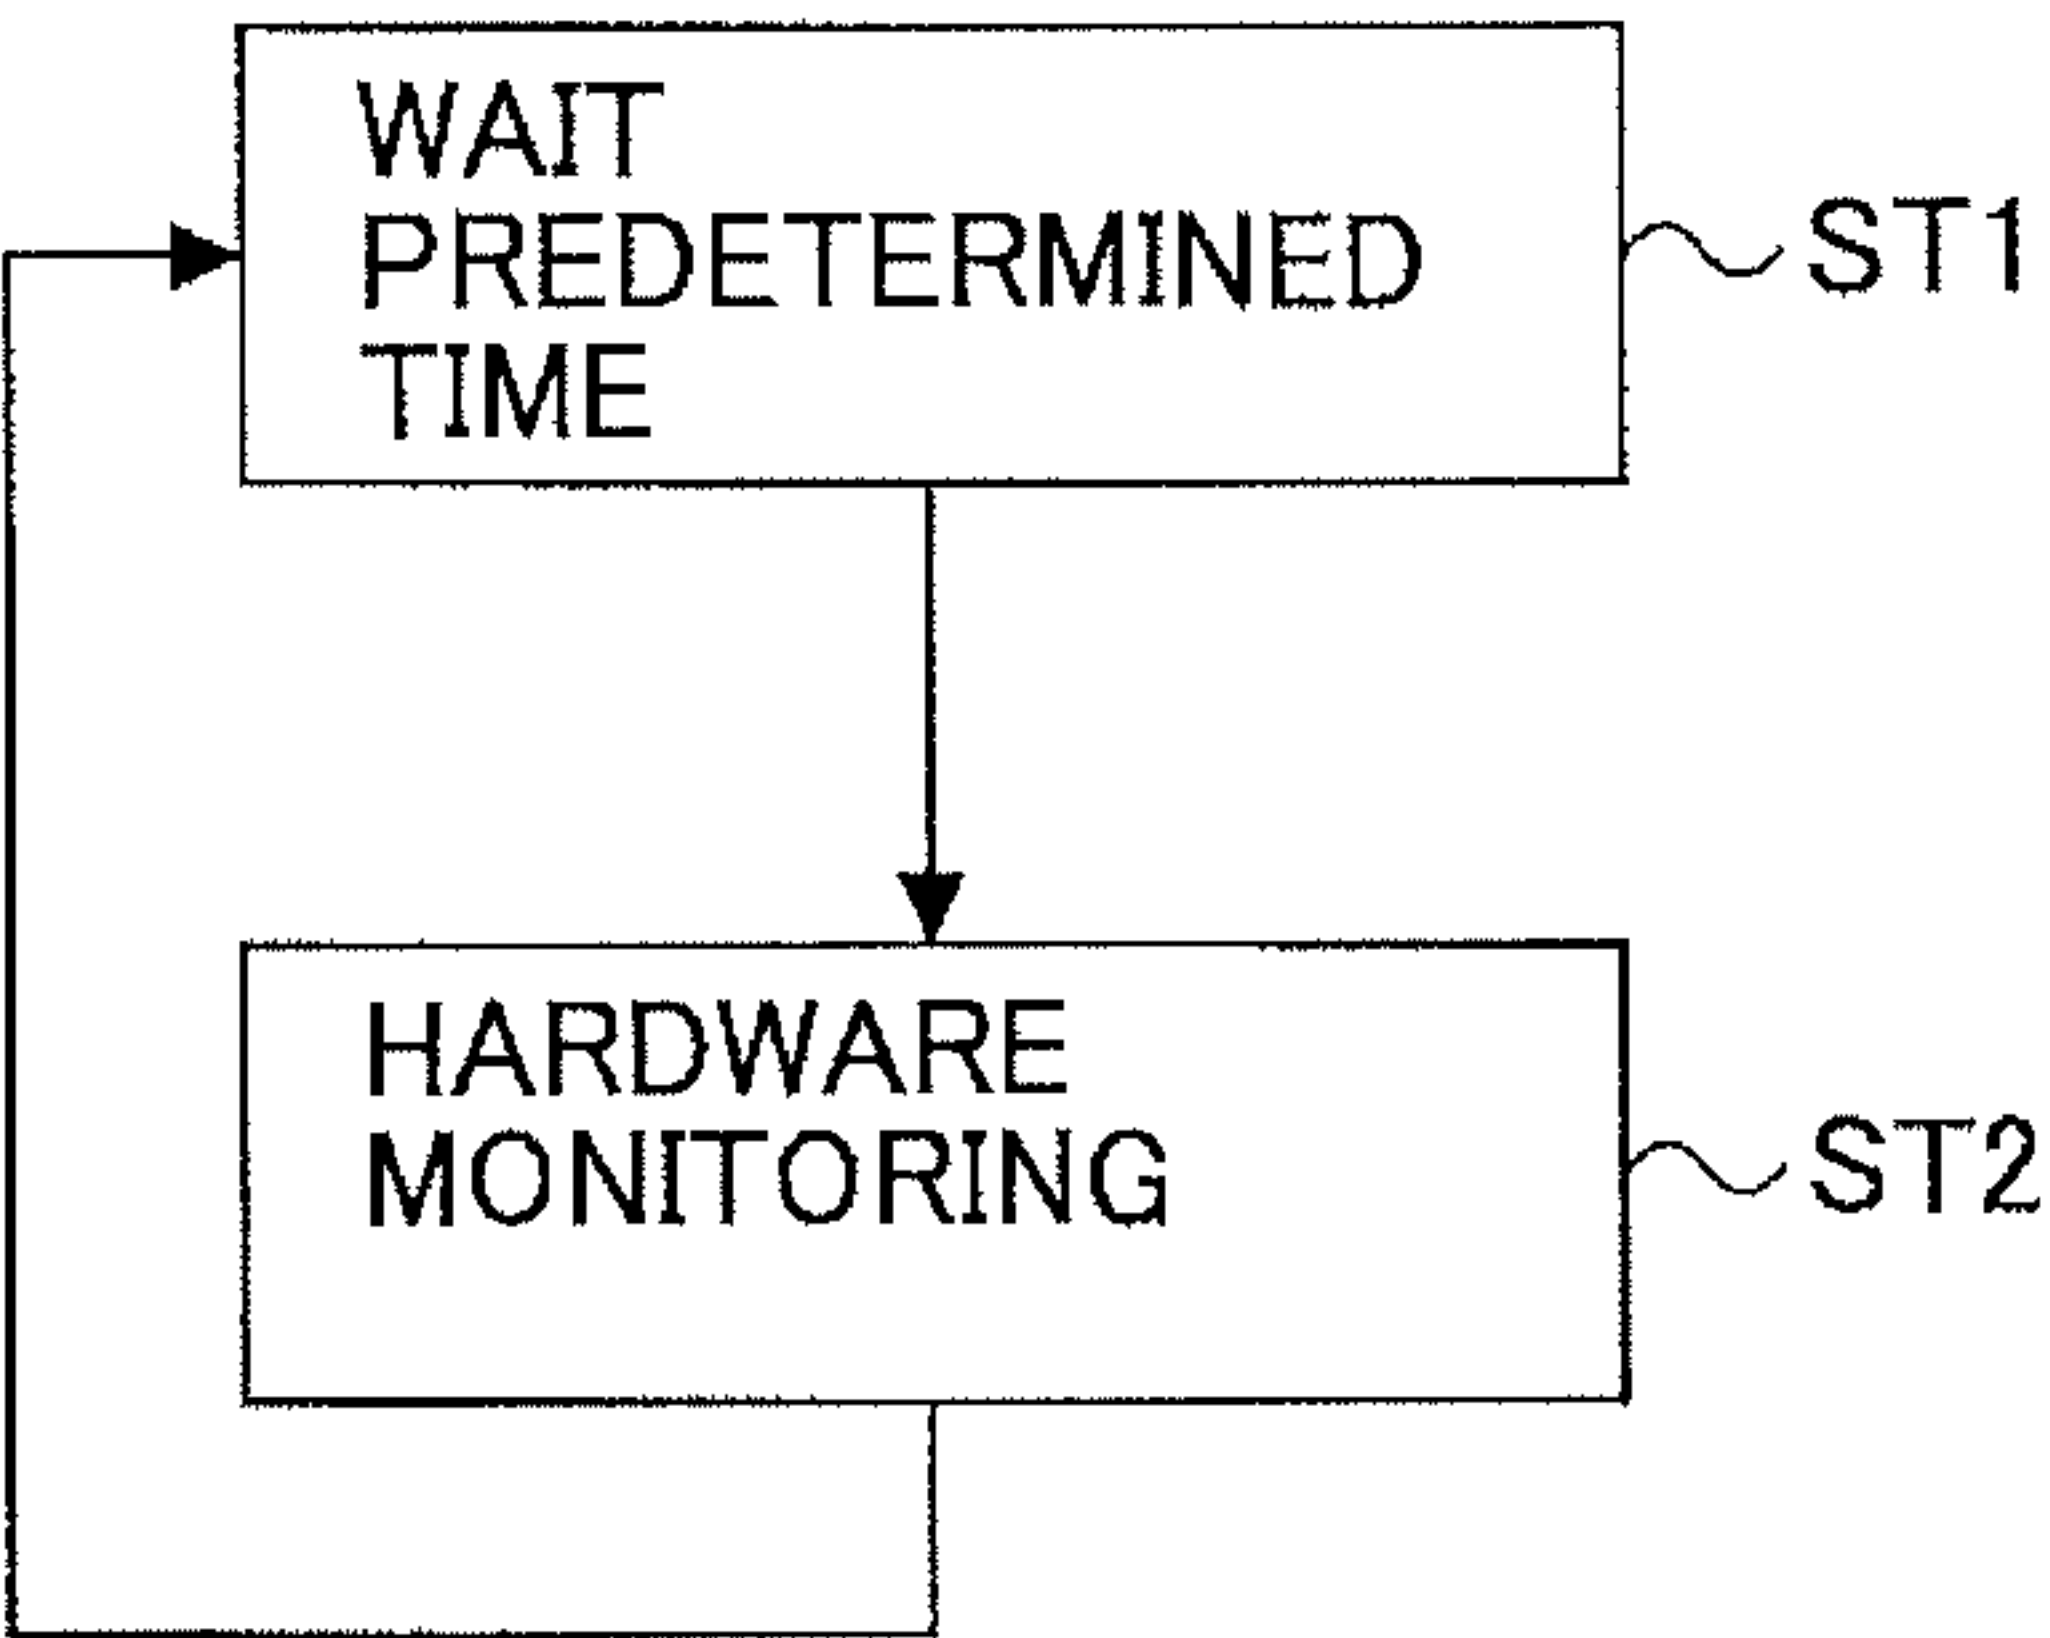 WAIT
PREDETERMINED
TIME
ST1
HARDWARE
MONITORING
ST2